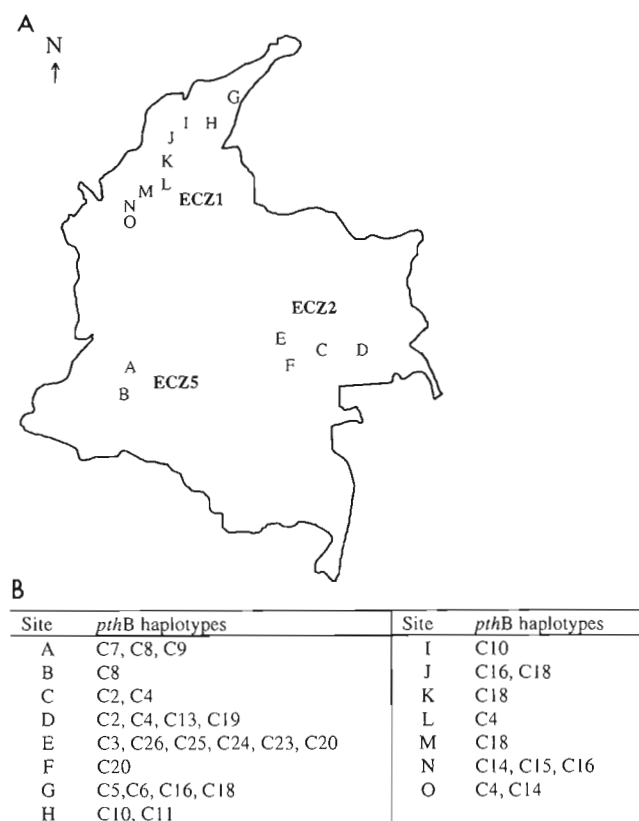 A
N
G
I H
J
K
L
M
ECZ1
N
O
ECZ2
E
C D
F
A
ECZ5
B
B
Site pthB haplotypes Site pthB haplotypes
A C7, C8, C9 I C10
B C8 J C16, C18
C C2, C4 K C18
D C2, C4, C13, C19 L C4
E C3, C26, C25, C24, C23, C20 M C18
F C20 N C14, C15, C16
G C5,C6, C16, C18 O C4, C14
H C10, C11